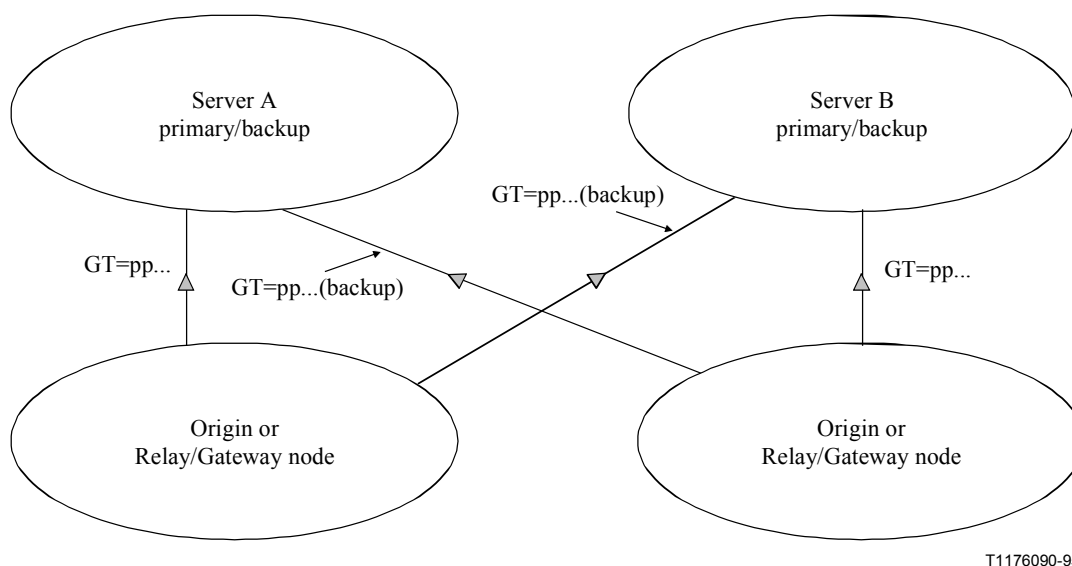 Server A
primary/backup
Server B
primary/backup
GT=pp...(backup)
GT=pp...
GT=pp...(backup)
GT=pp...
Origin or
Relay/Gateway node
Origin or
Relay/Gateway node
T1176090-9